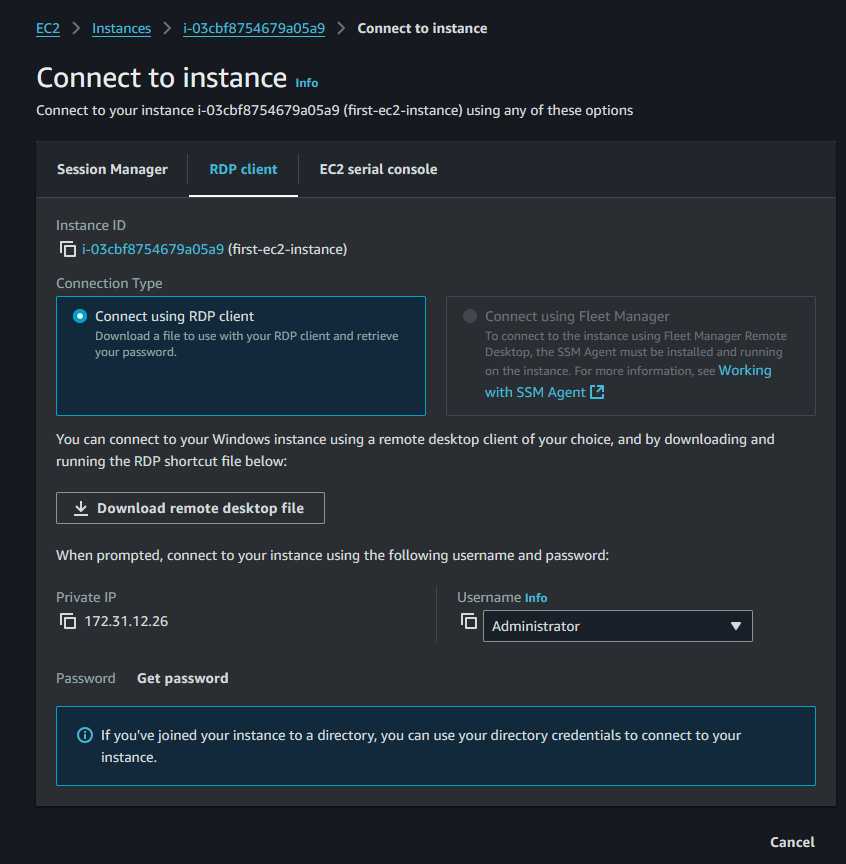 EC2 > Instances > i-03cbf8754679a05a9 > Connect to instance
Connect to instance Info
Connect to your instance i-03cbf8754679a05a9 (first-ec2-instance) using any of these options
Session Manager RDP client EC2 serial console
Instance ID
i-03cbf8754679a05a9 (first-ec2-instance)
Connection Type
Connect using RDP client
Download a file to use with your RDP client and retrieve
your password.
Connect using Fleet Manager
To connect to the instance using Fleet Manager Remote
Desktop, the SSM Agent must be installed and running
on the instance. For more information, see Working
with SSM Agent
You can connect to your Windows instance using a remote desktop client of your choice, and by downloading and
running the RDP shortcut file below:
Download remote desktop file
When prompted, connect to your instance using the following username and password:
Private IP
172.31.12.26
Username Info
Administrator
Password Get password
If you've joined your instance to a directory, you can use your directory credentials to connect to your
instance.
Cancel